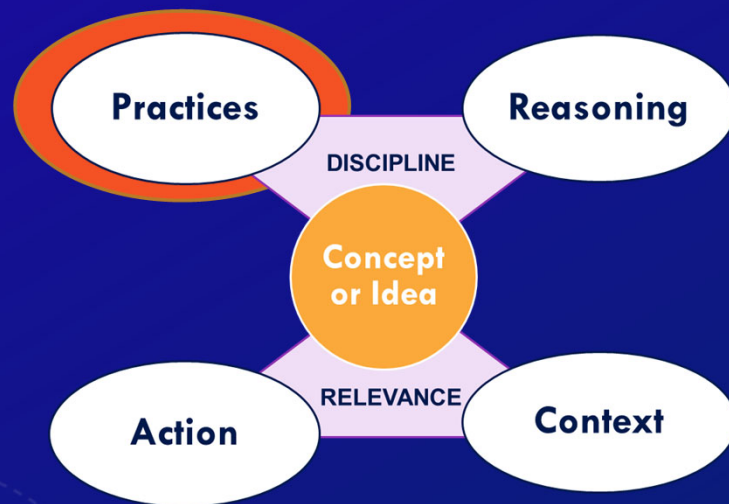 Practices
Reasoning
DISCIPLINE
Concept
or Idea
RELEVANCE
Action
Context